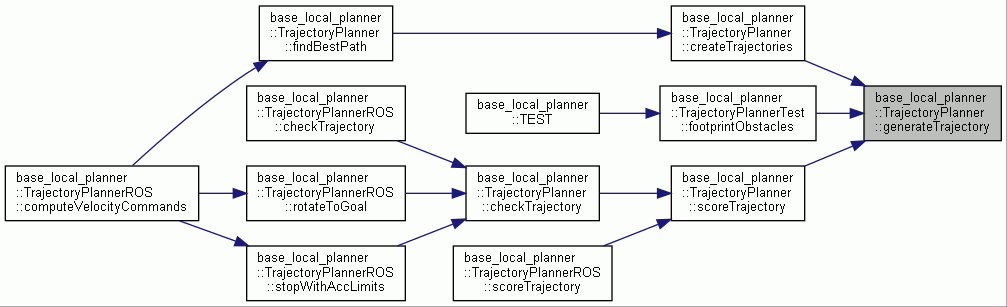 base_local_planner
::TrajectoryPlanner
::findBestPath
base_local_planner
::TrajectoryPlanner
::createTrajectories
base_local_planner
::TrajectoryPlannerROS
::checkTrajectory
base_local_planner
::TEST
base_local_planner
::TrajectoryPlannerTest
::footprintObstacles
base_local_planner
::TrajectoryPlanner
::generateTrajectory
base_local_planner
::TrajectoryPlannerROS
::computeVelocityCommands
base_local_planner
::TrajectoryPlannerROS
::rotateToGoal
base_local_planner
::TrajectoryPlanner
::checkTrajectory
base_local_planner
::TrajectoryPlanner
::scoreTrajectory
base_local_planner
::TrajectoryPlannerROS
::stopWithAccLimits
base_local_planner
::TrajectoryPlannerROS
::scoreTrajectory